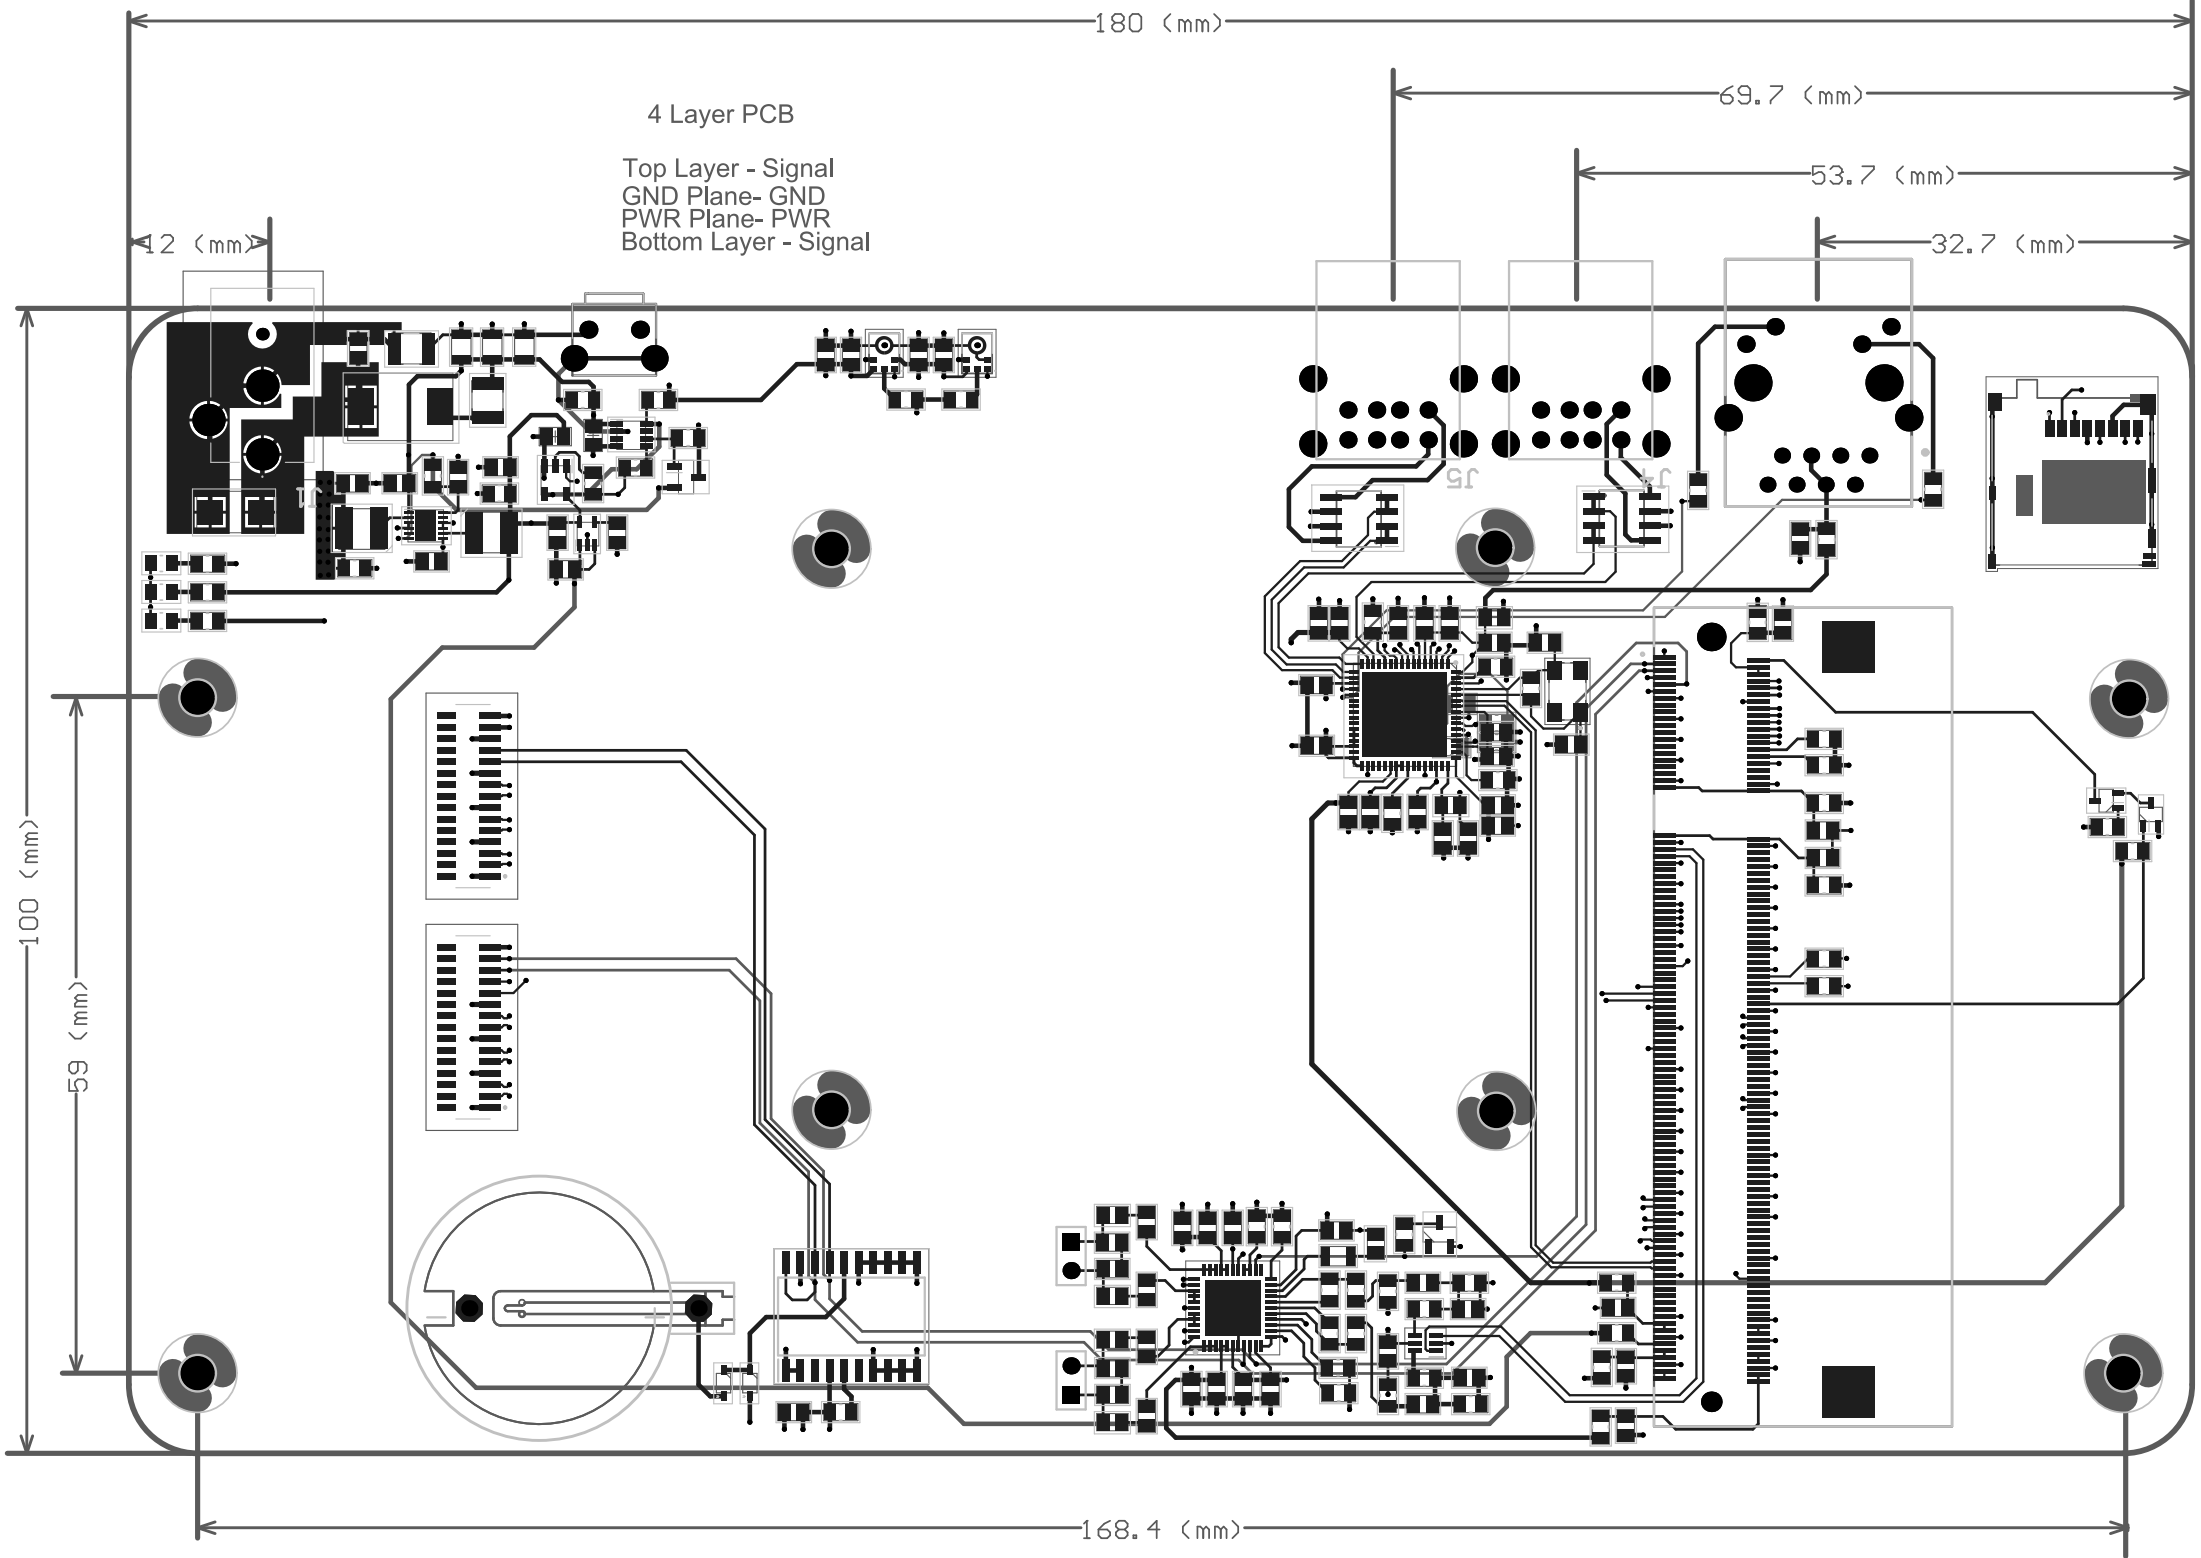 180 (mm)
69.7 (mm)
4 Layer PCB
Top Layer - Signal
GND Plane- GND
PWR Plane- PWR
Bottom Layer - Signal
53.7 (mm)
12 (mm)
32.7 (mm)
J5
J4
J1
100 (mm)
59 (mm)
168.4 (mm)